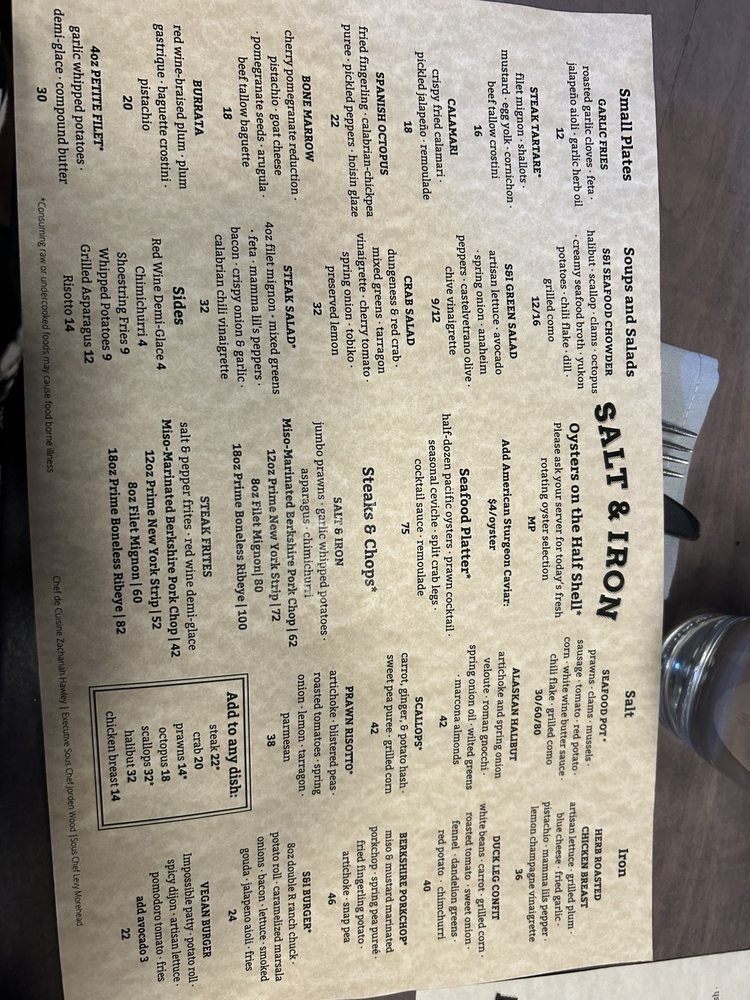 SALT & IRON
Small Plates
GARLIC FRIES
roasted garlic cloves · feta ·
jalapeño aioli · garlic herb oil
12
STEAK TARTARE*
filet mignon · shallots ·
mustard · egg yolk · cornichon ·
beef tallow crostini
16
CALAMARI
crispy fried calamari ·
pickled jalapeño · remoulade
18
SPANISH OCTOPUS
fried fingerling · calabrian-chickpea
puree · pickled peppers · hoisin glaze
22
BONE MARROW
cherry pomegranate reduction ·
pistachio · goat cheese
· pomegranate seeds · arugula ·
beef tallow baguette
18
BURRATA
red wine-braised plum · plum
gastrique · baguette crostini ·
pistachio
20
4oz PETITE FILET*
garlic whipped potatoes ·
demi-glace · compound butter
30
Soups and Salads
S&I SEAFOOD CHOWDER
halibut · scallop · clams · octopus
· creamy seafood broth · yukon
potatoes · chili flake · dill ·
grilled como
12/16
S&I GREEN SALAD
artisan lettuce · avocado
· spring onion · anaheim
peppers · castelvetrano olive ·
chive vinaigrette
9/12
CRAB SALAD
dungeness & red crab ·
mixed greens · tarragon
vinaigrette · cherry tomato ·
spring onion · tobiko ·
preserved lemon
32
STEAK SALAD*
4oz filet mignon · mixed greens
· feta · mamma lil's peppers ·
bacon · crispy onion & garlic ·
calabrian chili vinaigrette
32
Sides
Red Wine Demi-Glace 4
Chimichurri 4
Shoestring Fries 9
Whipped Potatoes 9
Grilled Asparagus 12
Risotto 14
Oysters on the Half Shell*
Please ask your server for today's fresh
rotating oyster selection
MP
Add American Sturgeon Caviar:
$4/oyster
Seafood Platter*
half-dozen pacific oysters · prawn cocktail ·
seasonal ceviche · split crab legs ·
cocktail sauce · remoulade
75
Steaks & Chops*
SALT & IRON
jumbo prawns · garlic whipped potatoes ·
asparagus · chimichurri
Miso-Marinated Berkshire Pork Chop | 62
12oz Prime New York Strip | 72
8oz Filet Mignon | 80
18oz Prime Boneless Ribeye | 100
STEAK FRITES
salt & pepper frites · red wine demi-glace
Miso-Marinated Berkshire Pork Chop | 42
12oz Prime New York Strip | 52
8oz Filet Mignon | 60
18oz Prime Boneless Ribeye | 82
Salt
SEAFOOD POT *
prawns · clams · mussels ·
sausage · tomato · red potato ·
corn · white wine butter sauce ·
chili flake · grilled como
30/60/80
ALASKAN HALIBUT
artichoke and spring onion
veloute · roman gnocchi ·
spring onion oil · wilted greens
· marcona almonds
42
SCALLOPS*
carrot, ginger, & potato hash ·
sweet pea puree · grilled corn
42
PRAWN RISOTTO*
artichoke · blistered peas ·
roasted tomatoes · spring
onion · lemon · tarragon ·
parmesan
38
Add to any dish:
steak 22*
crab 20
prawns 14*
octopus 18
scallops 32*
halibut 32
chicken breast 14
Iron
HERB ROASTED
CHICKEN BREAST
artisan lettuce · grilled plum ·
blue cheese · fried garlic ·
pistachio · mamma lils pepper ·
lemon champagne vinaigrette
36
DUCK LEG CONFIT
white beans · carrot · grilled corn ·
roasted tomato · sweet onion ·
fennel · dandelion greens ·
red potato · chimichurri
40
BERKSHIRE PORKCHOP*
miso & mustard marinated
porkchop · spring pea pureé ·
fried fingerling potato ·
artichoke · snap pea
46
S&I BURGER*
8oz double R ranch chuck ·
potato roll · caramelized marsala
onions · bacon · lettuce · smoked
gouda · jalapeno aioli · fries
24
VEGAN BURGER
Impossible patty · potato roll ·
spicy dijon · artisan lettuce ·
pomodoro tomato · fries
add avocado 3
22
*Consuming raw or undercooked foods may cause food borne illness
Chef de Cuisine Zachariah Hawley | Executive Sous Chef Jorden Wood | Sous Chef Levy Morehead